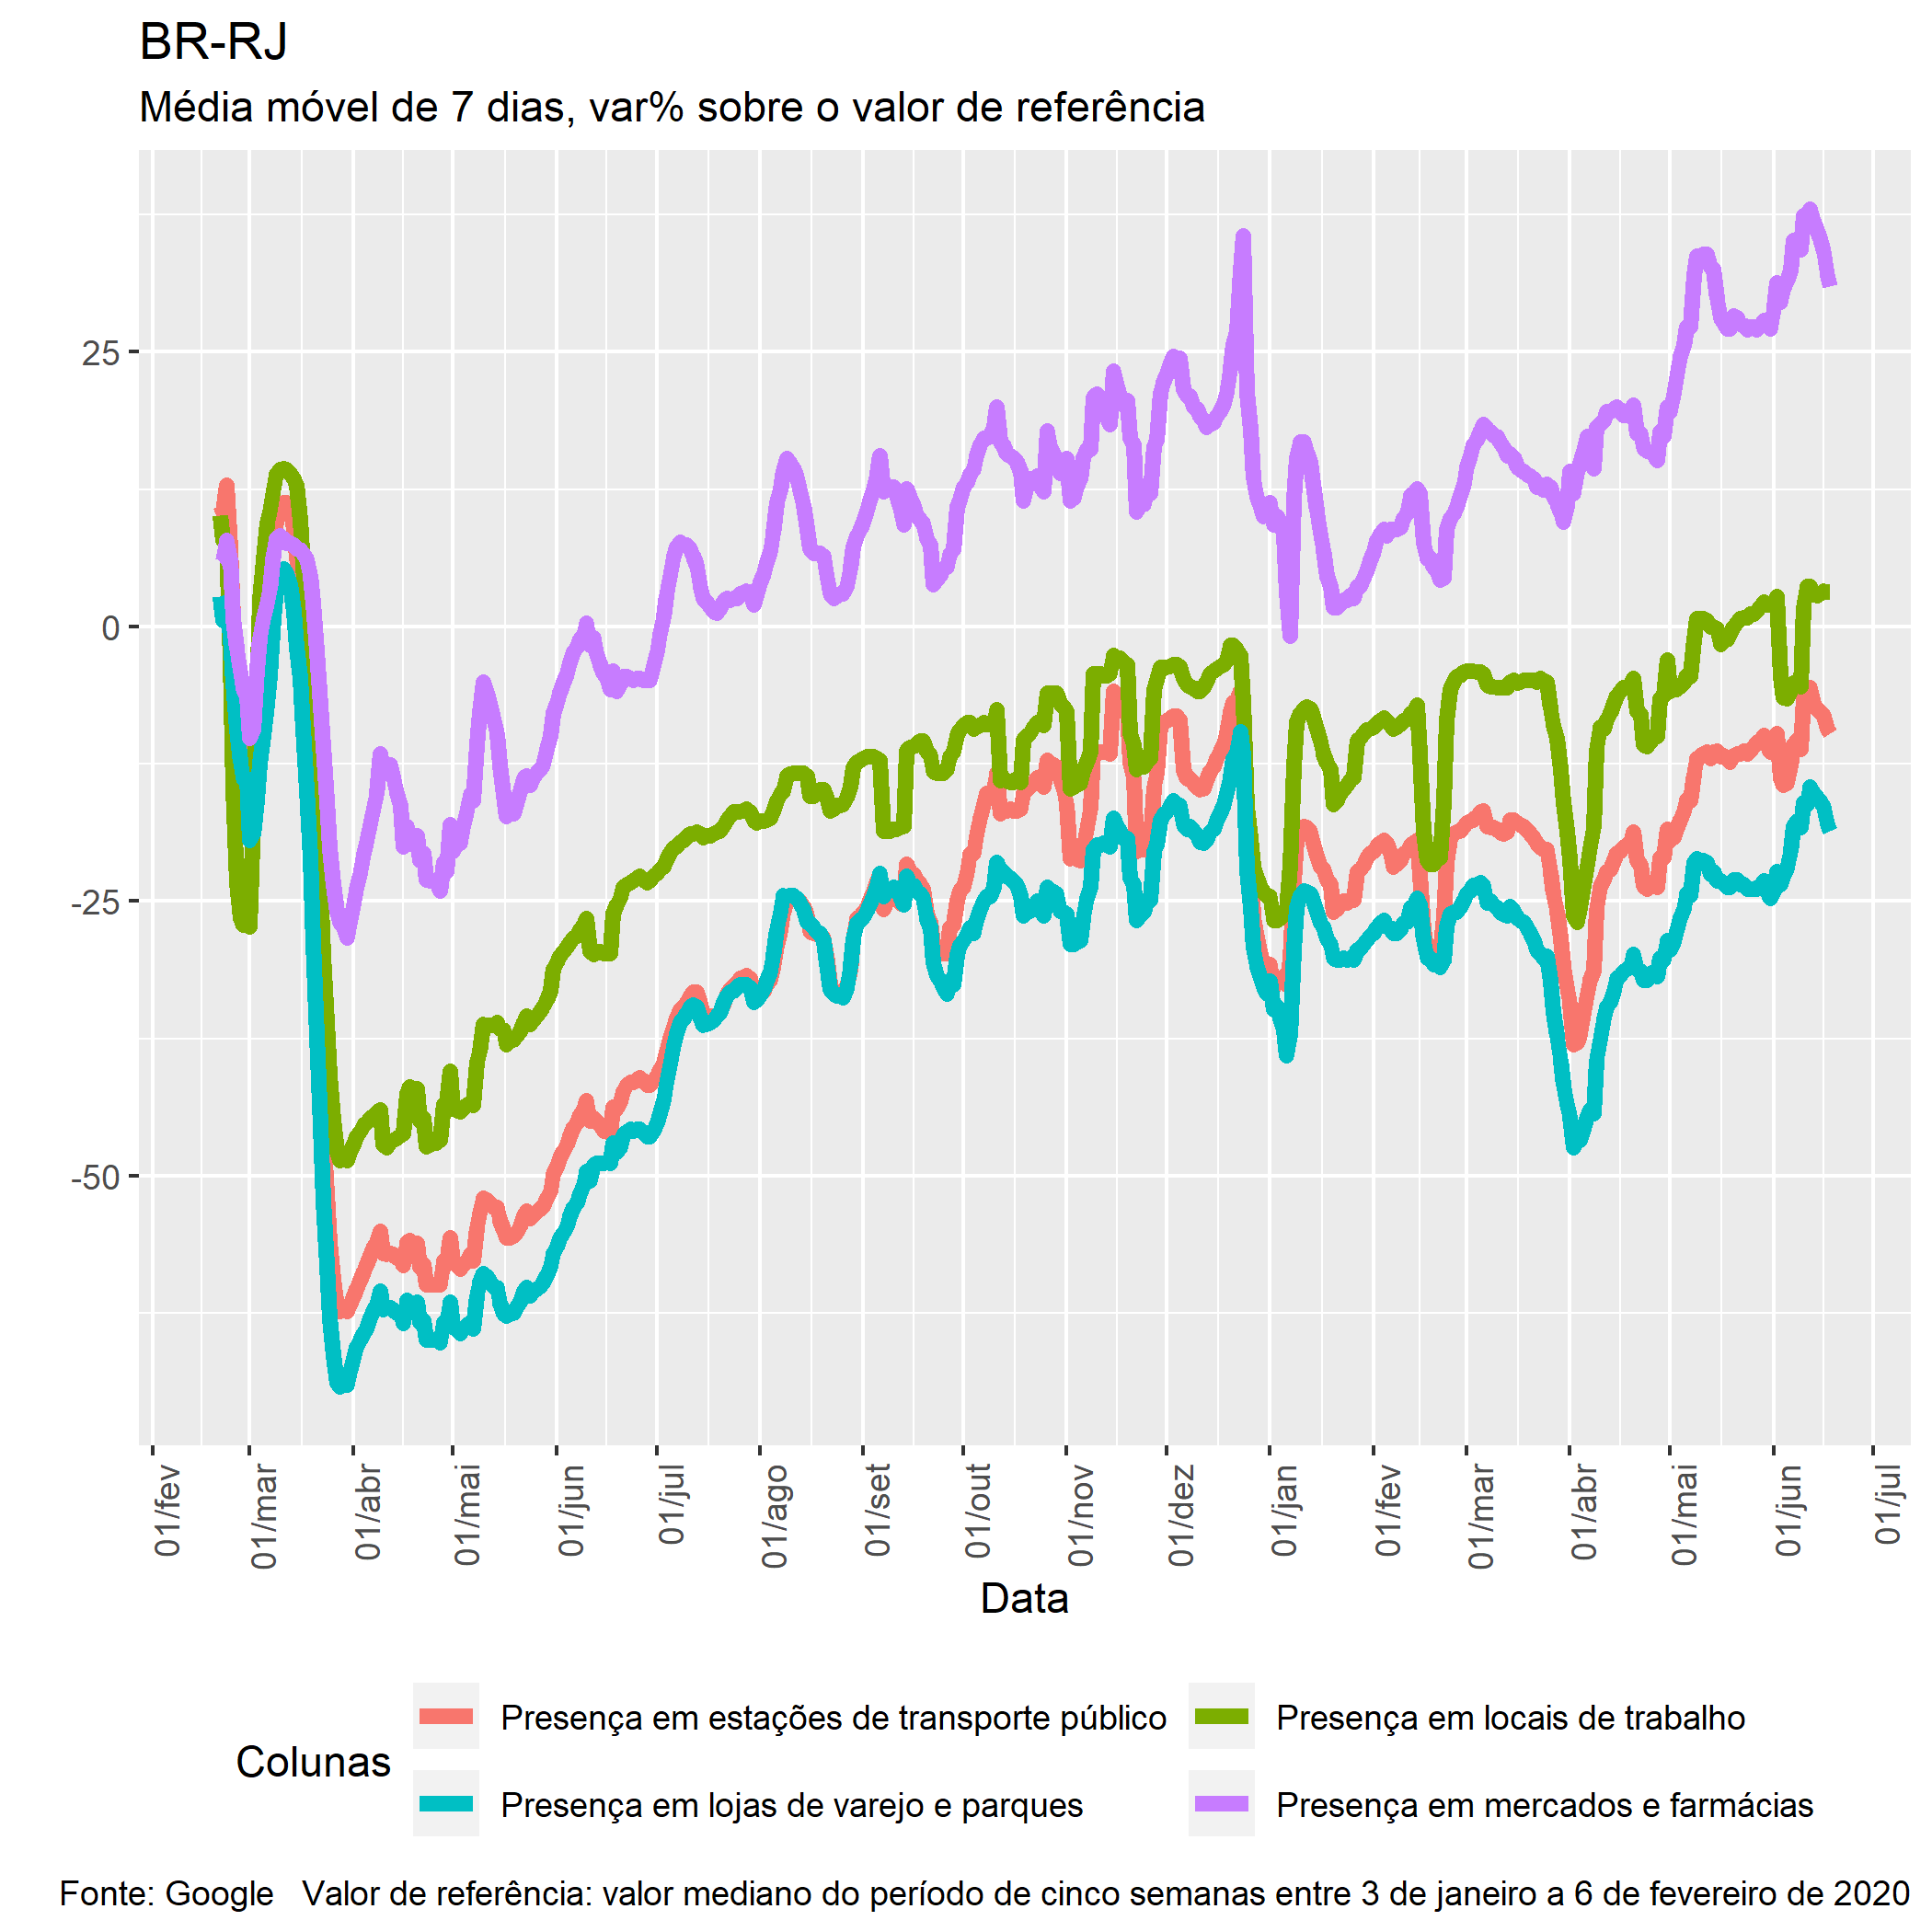 BR-RJ
Média móvel de 7 dias, var% sobre o valor de referência
25
0
-25
-50
01/fev
01/mar
01/abr
01/mai
01/jun
01/jul
01/ago
01/set
01/out
01/nov
01/dez
01/jan
01/fev
01/mar
01/abr
01/mai
01/jun
01/jul
Data
Colunas
Presença em estações de transporte público
Presença em locais de trabalho
Presença em lojas de varejo e parques
Presença em mercados e farmácias
Fonte: Google   Valor de referência: valor mediano do período de cinco semanas entre 3 de janeiro a 6 de fevereiro de 2020